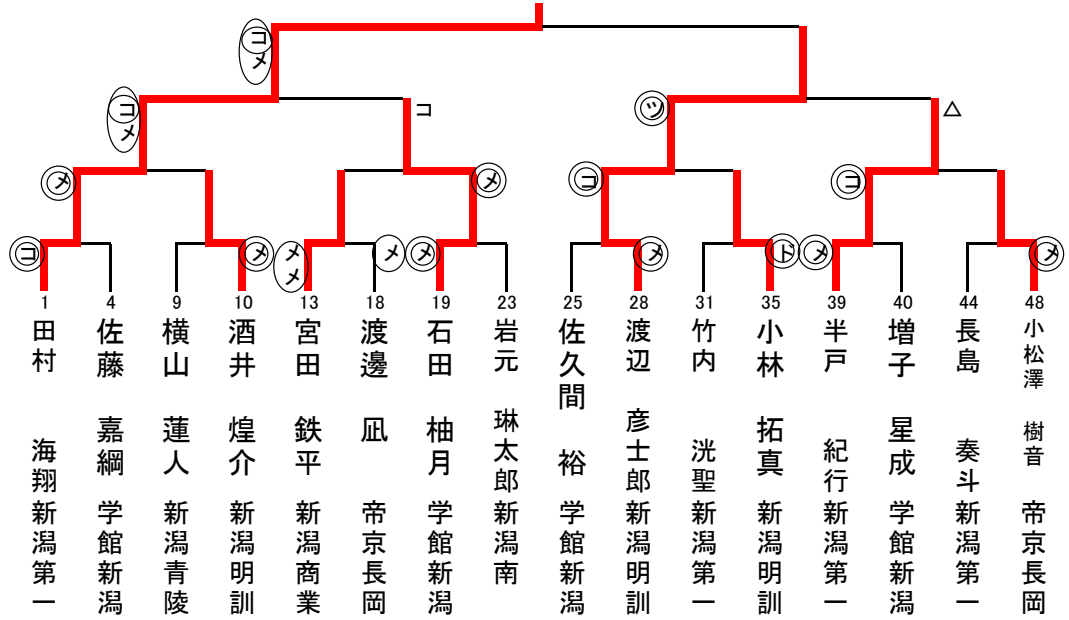 コメ
コメ
コ
ツ
△
メ
メ
コ
コ
コ
メ
メメ
メ
メ
メ
ド
メ
メ
1
4
9
10
13
18
19
23
25
28
31
35
39
40
44
48
田村 海翔 新潟第一
佐藤 嘉綱 学館新潟
横山 蓮人 新潟青陵
酒井 煌介 新潟明訓
宮田 鉄平 新潟商業
渡邊 凪 帝京長岡
石田 柚月 学館新潟
岩元 琳太郎 新潟南
佐久間 裕 学館新潟
渡辺 彦士郎 新潟明訓
竹内 洸聖 新潟第一
小林 拓真 新潟明訓
半戸 紀行 新潟第一
増子 星成 学館新潟
長島 奏斗 新潟第一
小松澤 樹音 帝京長岡